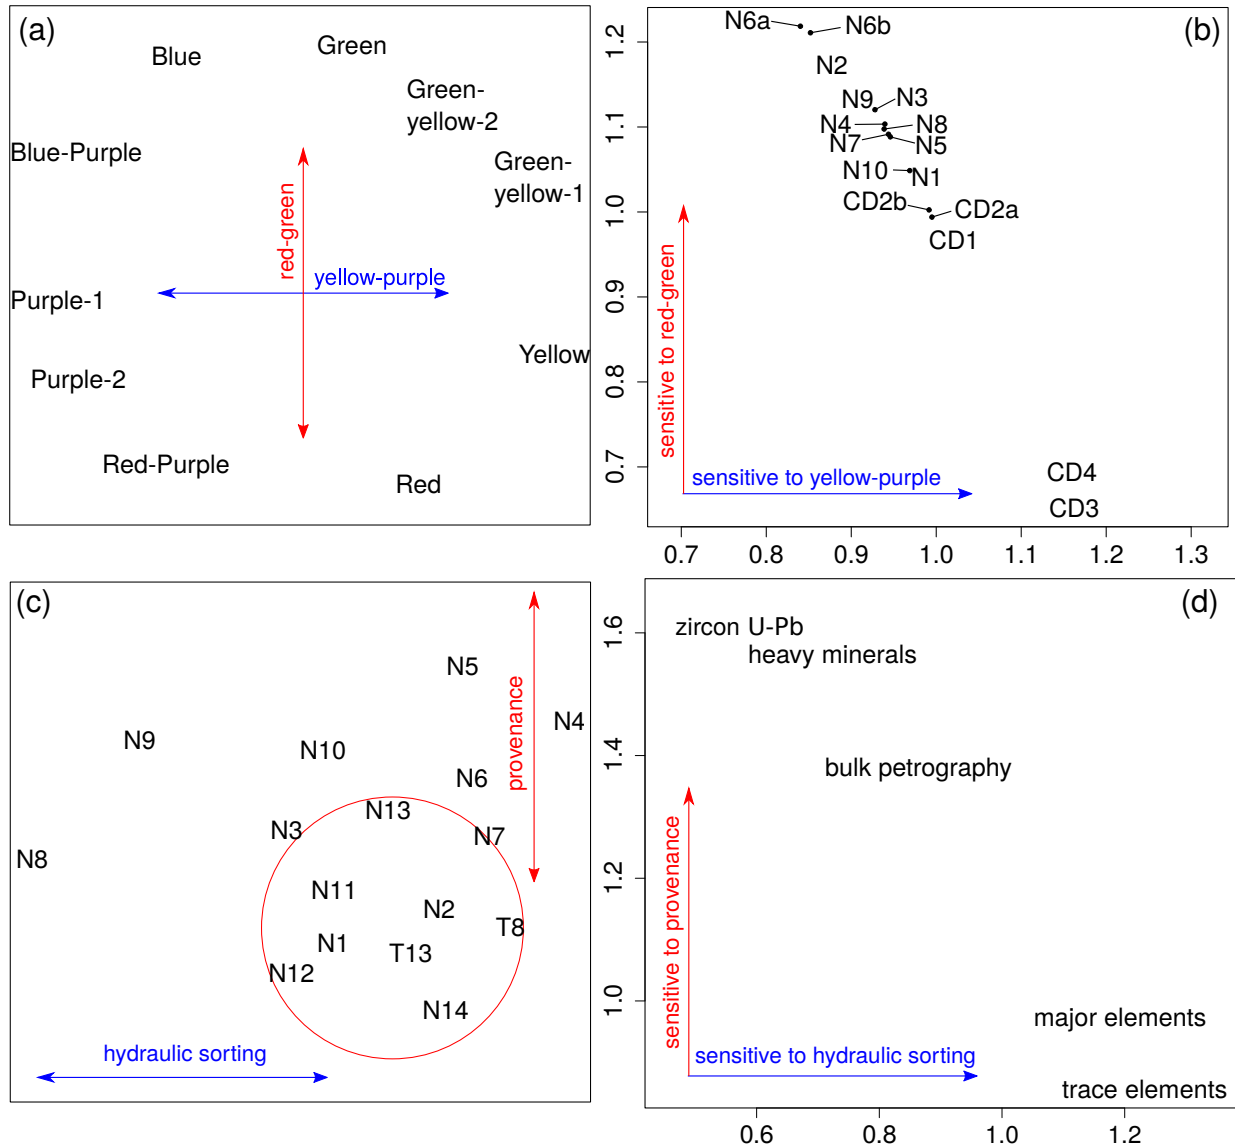 (a)
Blue
Green
Green-
yellow-2
Blue-Purple
Green-
yellow-1
red-green
yellow-purple
Purple-1
Yellow
Purple-2
Red-Purple
Red
(b)
N6a
N6b
1.2
N2
N9
N3
N4
N8
1.1
N7
N5
N10
N1
CD2b
CD2a
1.0
CD1
0.9
sensitive to red-green
0.8
0.7
CD4
sensitive to yellow-purple
CD3
0.7 0.8 0.9 1.0 1.1 1.2 1.3
(c)
N5
provenance
N4
N9
N10
N6
N13
N3
N7
N8
N11
N2
T8
N1
T13
N12
N14
hydraulic sorting
(d)
1.6
zircon U-Pb
heavy minerals
1.4
bulk petrography
1.2
sensitive to provenance
1.0
major elements
sensitive to hydraulic sorting
trace elements
0.6 0.8 1.0 1.2